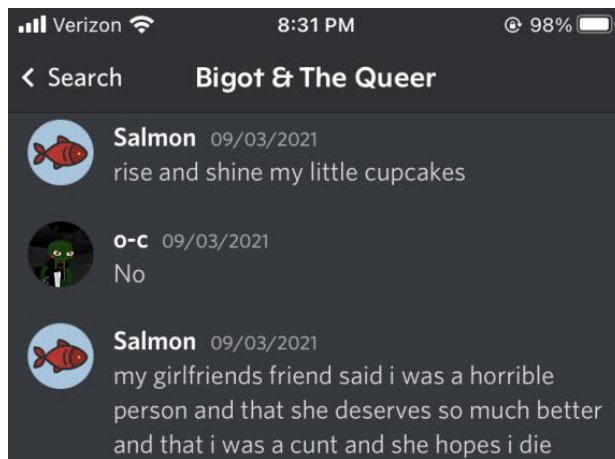 Verizon 8:31 PM 98%
Search Bigot & The Queer
Salmon 09/03/2021
rise and shine my little cupcakes
o-c 09/03/2021
No
Salmon 09/03/2021
my girlfriends friend said i was a horrible
person and that she deserves so much better
and that i was a cunt and she hopes i die